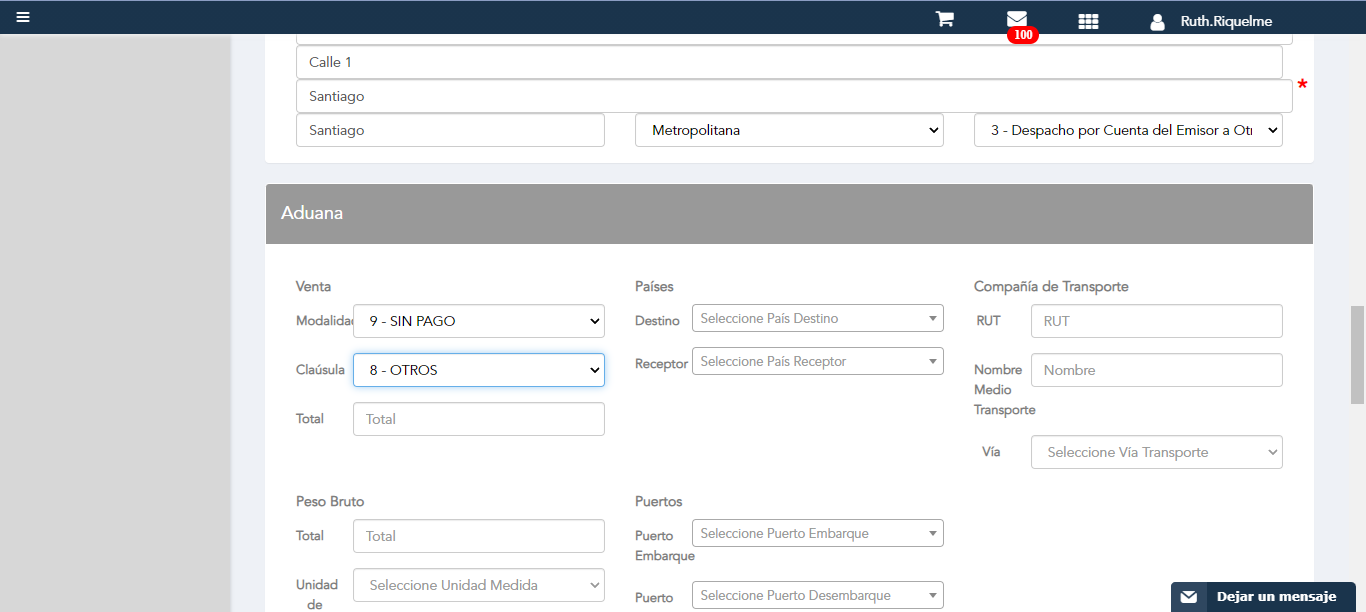 Ruth.Riquelme
100
Calle 1
Santiago
*
Santiago
Metropolitana
3 - Despacho por Cuenta del Emisor a Otr
Aduana
Venta
Modalidad
9 - SIN PAGO
Claúsula
8 - OTROS
Total
Total
Países
Destino
Seleccione País Destino
Receptor
Seleccione País Receptor
Compañía de Transporte
RUT
RUT
Nombre
Medio
Transporte
Nombre
Vía
Seleccione Vía Transporte
Peso Bruto
Total
Total
Unidad
de
Seleccione Unidad Medida
Puertos
Puerto
Embarque
Seleccione Puerto Embarque
Puerto
Seleccione Puerto Desembarque
Dejar un mensaje